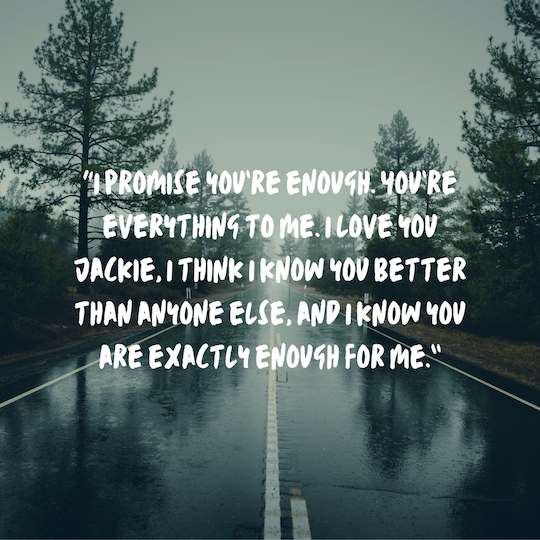 "I PROMISE YOU'RE ENOUGH. YOU'RE
EVERYTHING TO ME. I LOVE YOU
JACKIE, I THINK I KNOW YOU BETTER
THAN ANYONE ELSE, AND I KNOW YOU
ARE EXACTLY ENOUGH FOR ME."